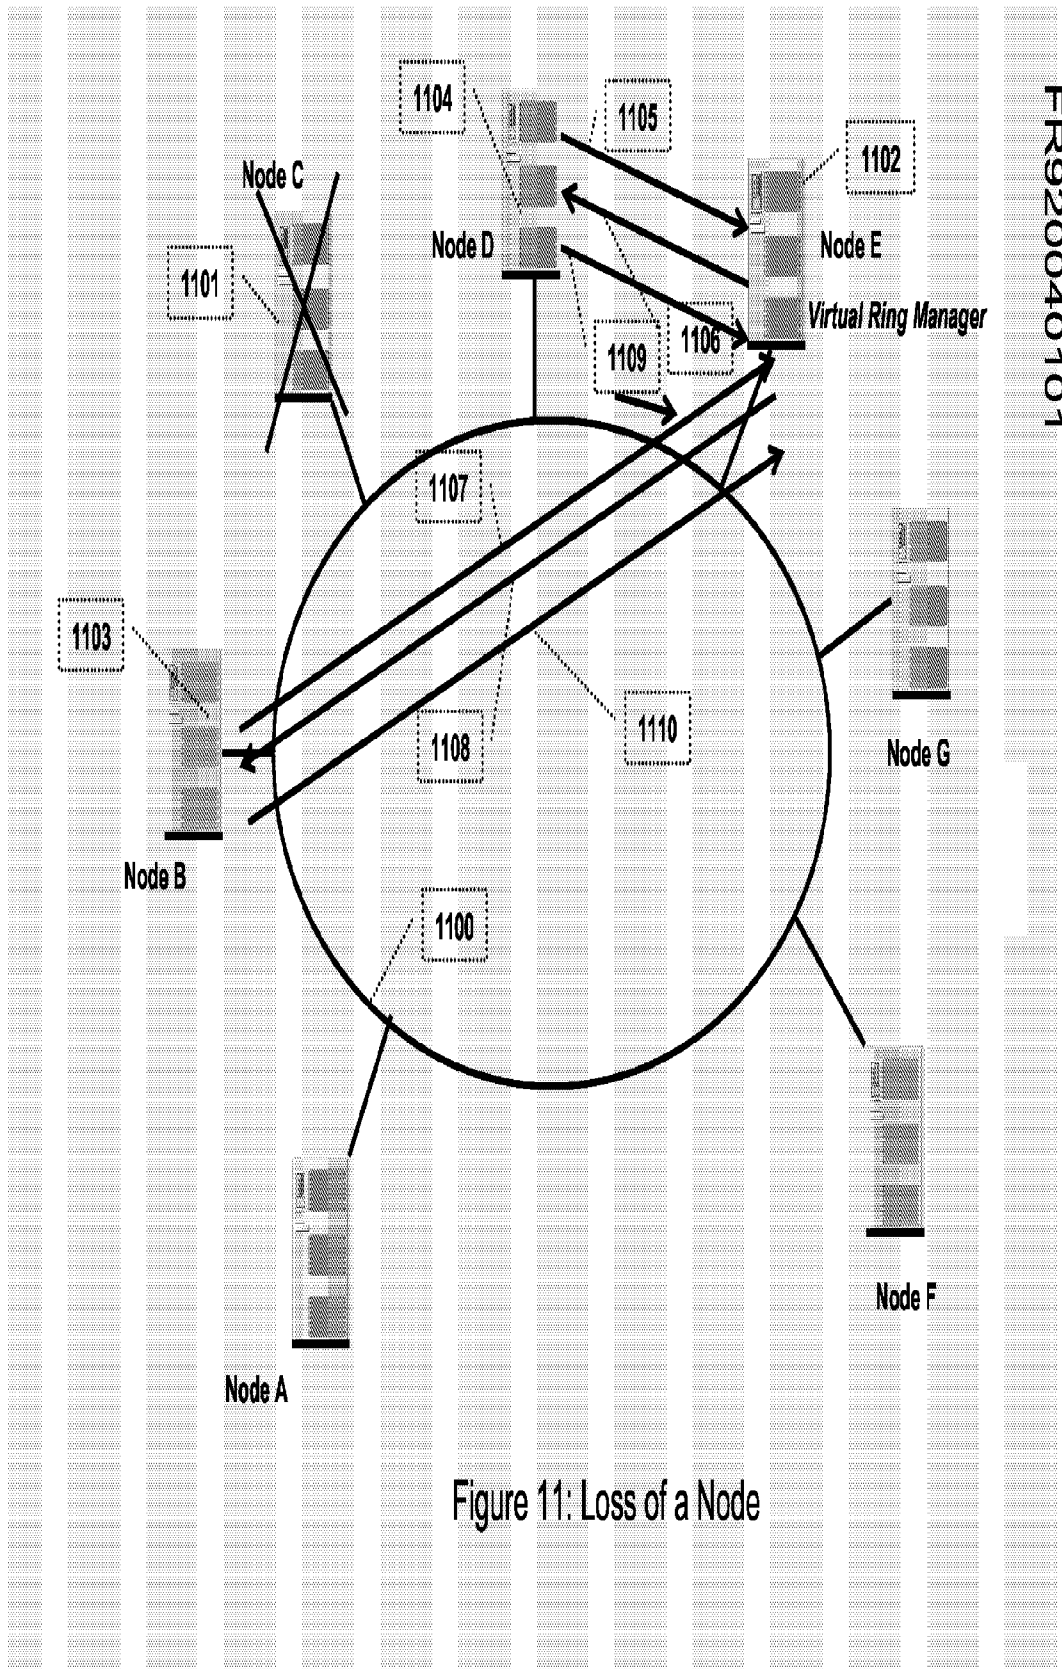 FR920040101
1104
1105
1102
Node C
Node D
Node E
1101
Virtual Ring Manager
1106
1109
1107
1103
1108
1110
Node G
Node B
1100
Node F
Node A
Figure 11: Loss of a Node